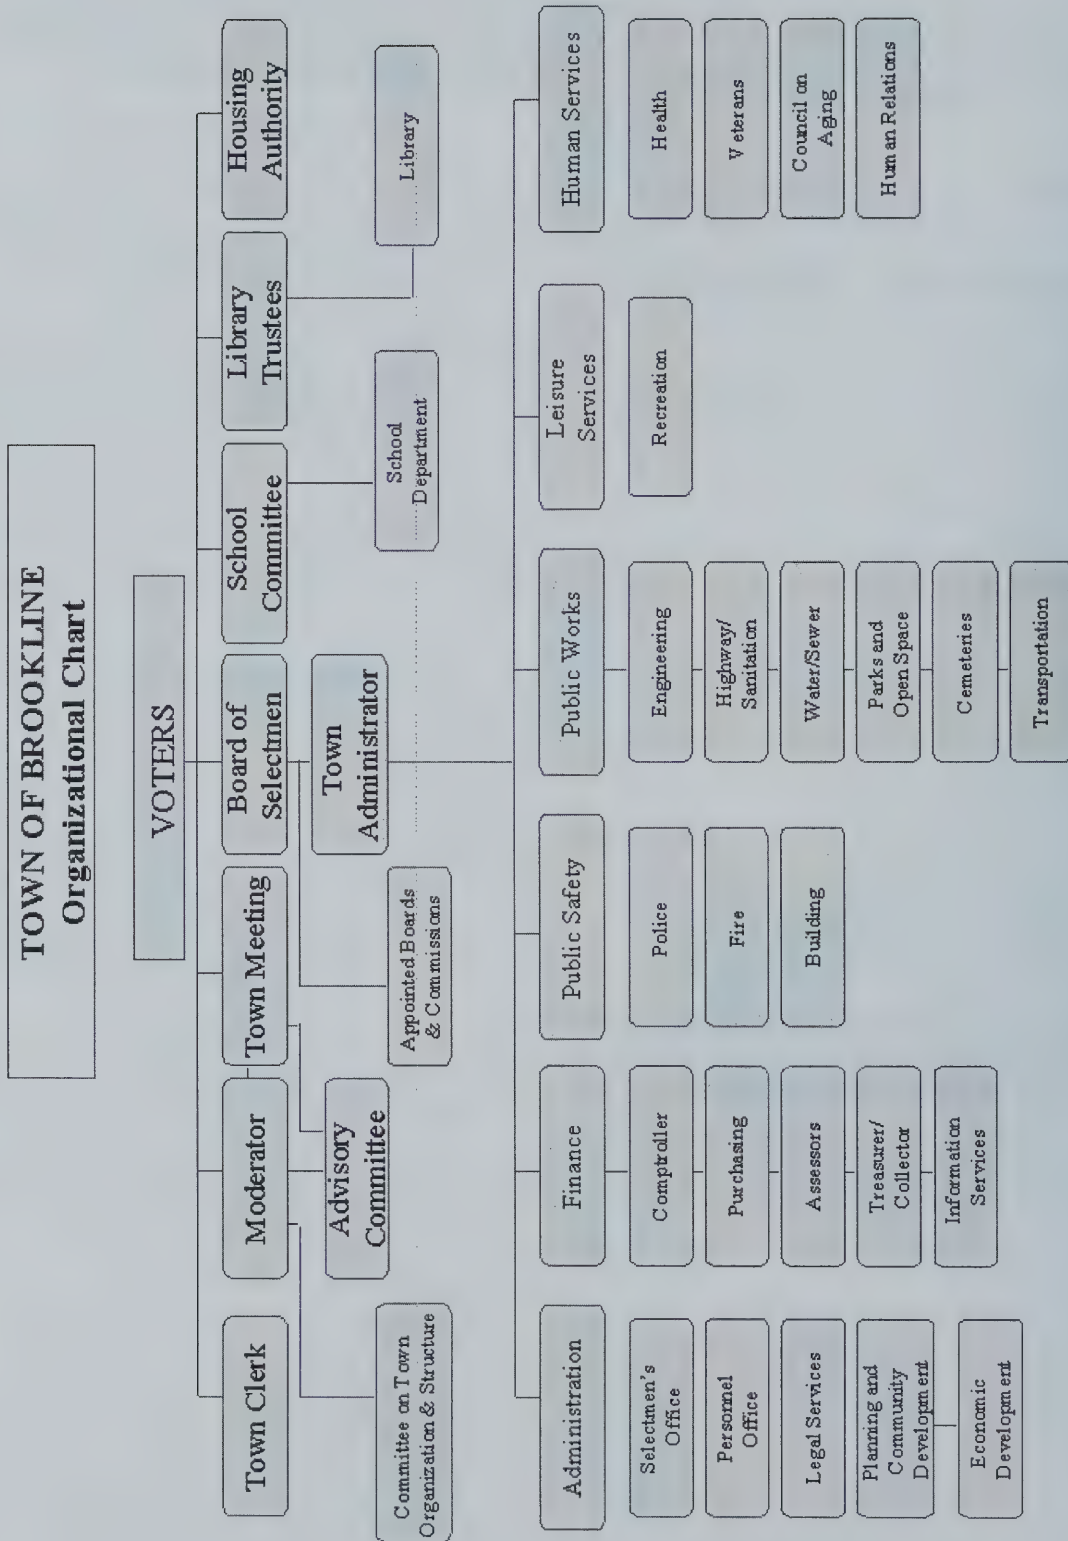 TOWN OF BROOKLINE
Organizational Chart
VOTERS
Town Clerk
Moderator
Town Meeting
Board of
Selectmen
School
Committee
Library
Trustees
Housing
Authority
Advisory
Committee
Town
Administrator
Committee on Town
Organization & Structure
Appointed Boards
& Commissions
School
Department
Library
Administration
Selectmen's
Office
Personnel
Office
Legal Services
Planning and
Community
Development
Economic
Development
Finance
Comptroller
Purchasing
Assessors
Treasurer/
Collector
Information
Services
Public Safety
Police
Fire
Building
Public Works
Engineering
Highway/
Sanitation
Water/Sewer
Parks and
Open Space
Cemeteries
Transportation
Leisure
Services
Recreation
Human Services
Health
Veterans
Council on
Aging
Human Relations